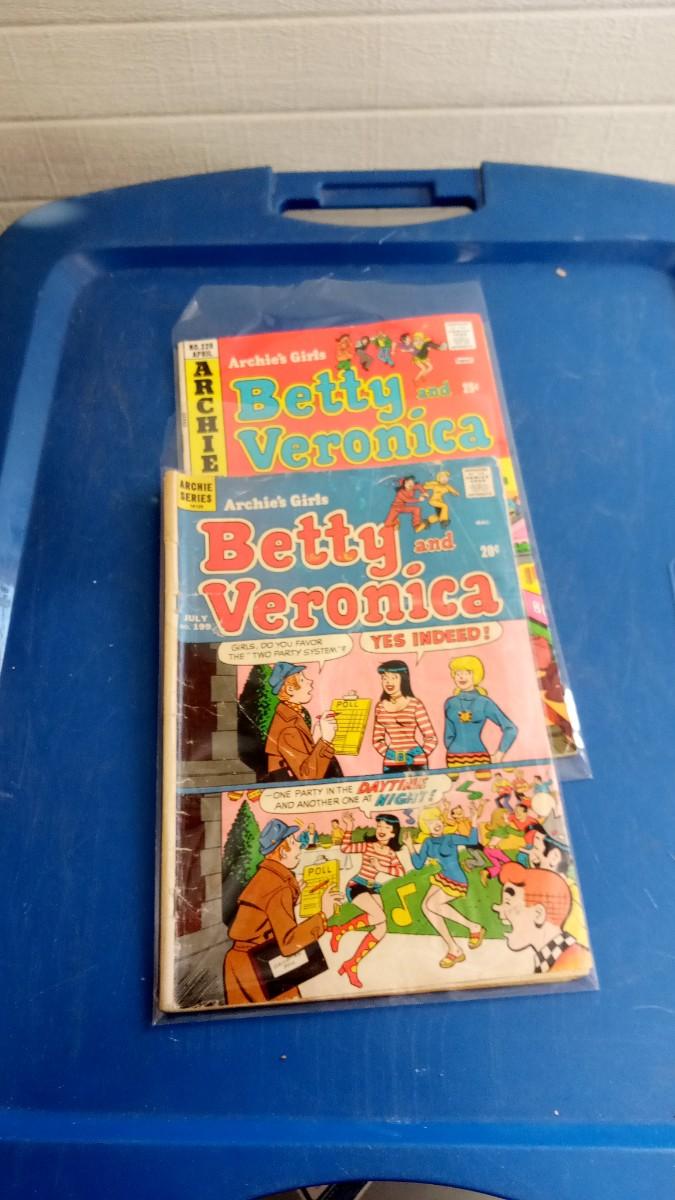 NO. 220
APRIL
ARCHIE
Archie's Girls
25¢
Betty and
Veronica
ARCHIE
SERIES
Archie's Girls
Betty and
20¢
Veronica
JULY
NO. 199
GIRLS, DO YOU FAVOR
THE "TWO PARTY SYSTEM"?
YES INDEED!
POLL
—ONE PARTY IN THE DAYTIME
AND ANOTHER ONE AT NIGHT!
POLL